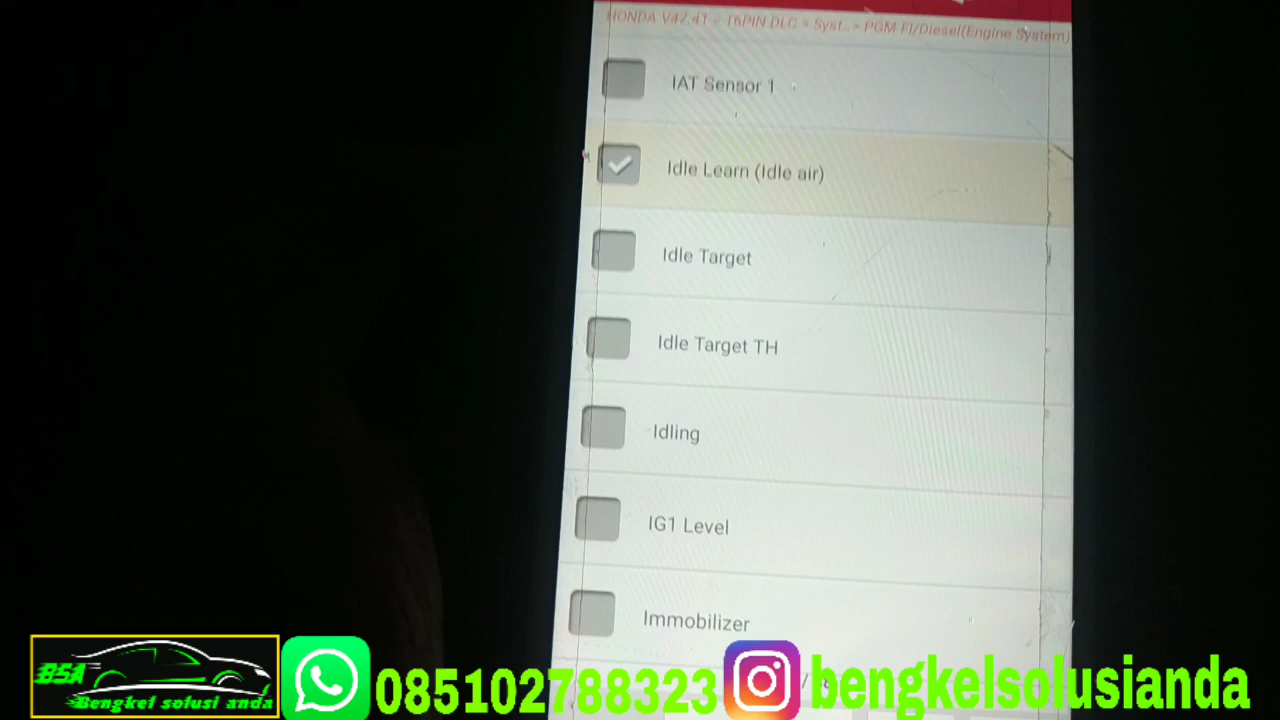 HONDA V47.41 > 16PIN DLC > Syst..> PGM-FI/Diesel(Engine System)
IAT Sensor 1
Idle Learn (Idle air)
Idle Target
Idle Target TH
Idling
IG1 Level
Immobilizer
BSA
Bengkel solusi anda
085102788323
bengkelsolusianda